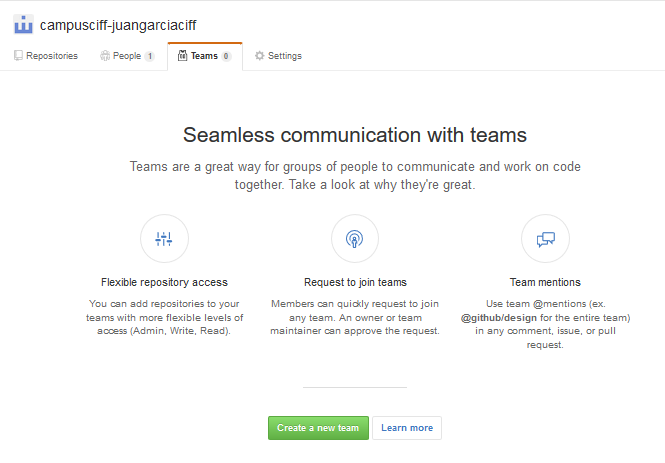 campusciff-juangarciaciff
Repositories People 1 Teams 0 Settings
Seamless communication with teams
Teams are a great way for groups of people to communicate and work on code
together. Take a look at why they're great.
Flexible repository access
You can add repositories to your
teams with more flexible levels of
access (Admin, Write, Read).
Request to join teams
Members can quickly request to join
any team. An owner or team
maintainer can approve the request.
Team mentions
Use team @mentions (ex.
@github/design for the entire team)
in any comment, issue, or pull
request.
Create a new team Learn more